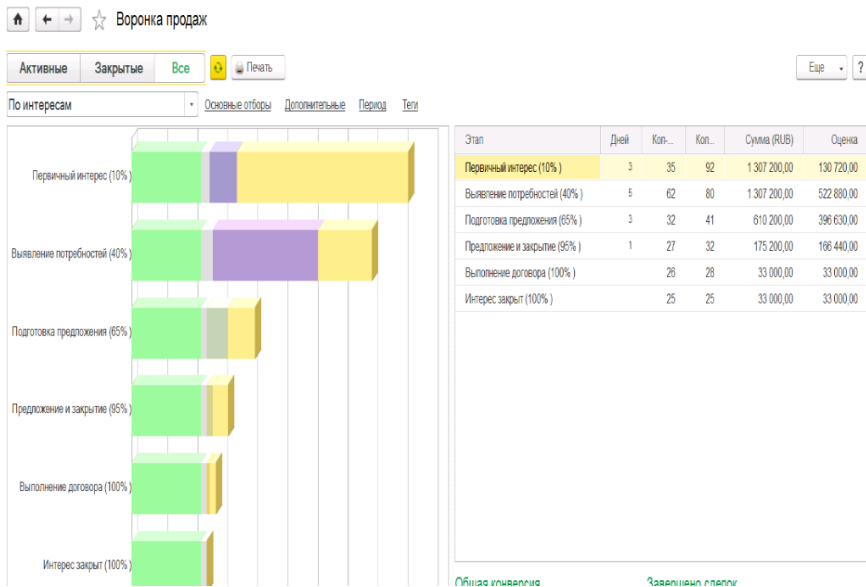 Воронка продаж
Активные Закрытые Все Печать Еще ?
По интересам Основные отборы Дополнительные Период Теги
Первичный интерес (10% )
Выявление потребностей (40% )
Подготовка предложения (65% )
Предложение и закрытие (95% )
Выполнение договора (100% )
Интерес закрыт (100% )
Этап Дней Кол-... Кол... Сумма (RUB) Оценка
Первичный интерес (10% ) 3 35 92 1 307 200,00 130 720,00
Выявление потребностей (40% ) 5 62 80 1 307 200,00 522 880,00
Подготовка предложения (65% ) 3 32 41 610 200,00 396 630,00
Предложение и закрытие (95% ) 1 27 32 175 200,00 166 440,00
Выполнение договора (100% ) 26 28 33 000,00 33 000,00
Интерес закрыт (100% ) 25 25 33 000,00 33 000,00
Общая конверсия Завершено сделок